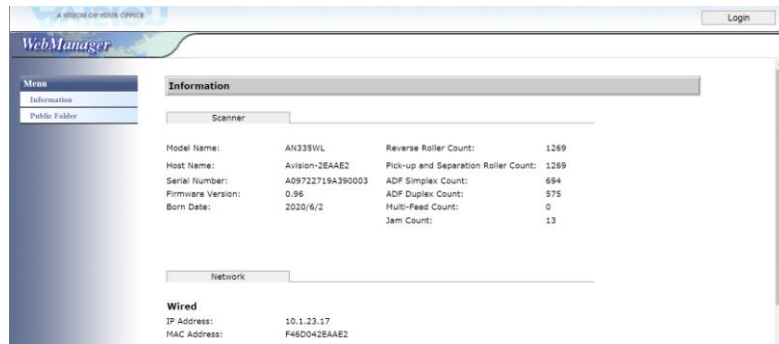 A VISION OR YOUR OFFICE
Login
WebManager
Menu
Information
Public Folder
Information
Scanner
Model Name: AN335WL Reverse Roller Count: 1269
Host Name: Avision-2EAAE2 Pick-up and Separation Roller Count: 1269
Serial Number: A09722719A390003 ADF Simplex Count: 694
Firmware Version: 0.96 ADF Duplex Count: 575
Born Date: 2020/6/2 Multi-Feed Count: 0
Jam Count: 13
Network
Wired
IP Address: 10.1.23.17
MAC Address: F46D042EAAE2